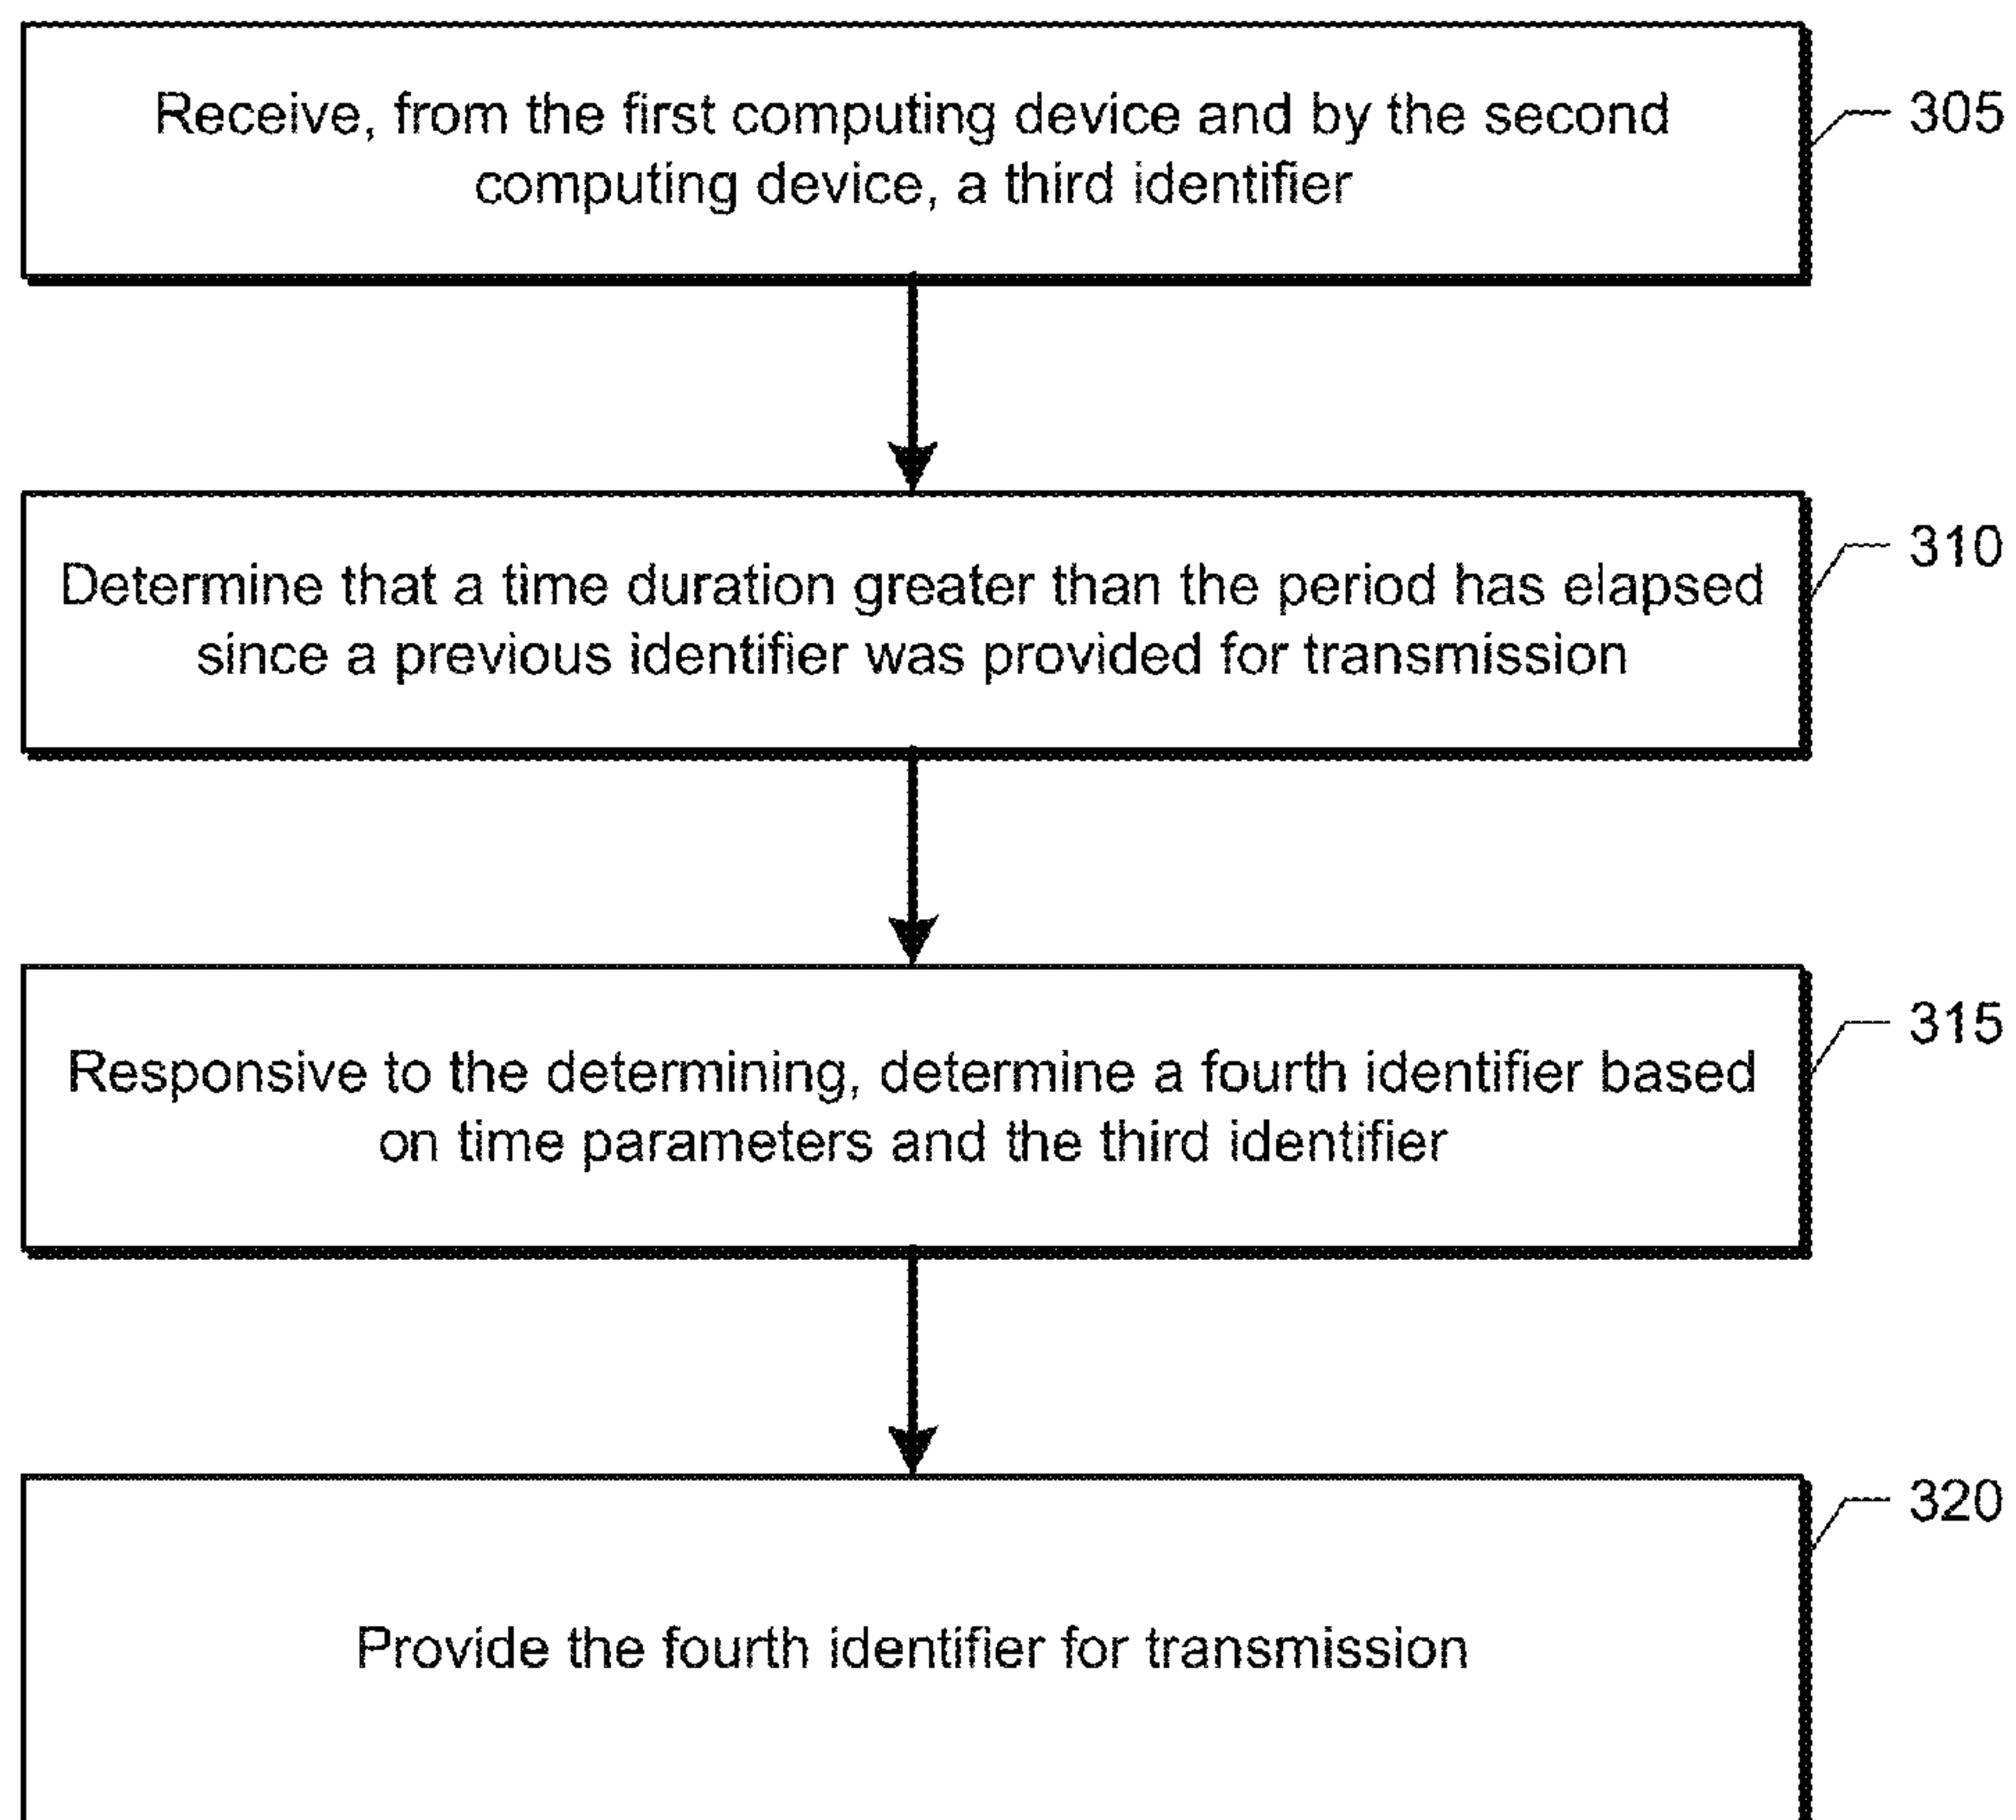 Receive, from the first computing device and by the second
computing device, a third identifier
305
Determine that a time duration greater than the period has elapsed
since a previous identifier was provided for transmission
310
Responsive to the determining, determine a fourth identifier based
on time parameters and the third identifier
315
Provide the fourth identifier for transmission
320